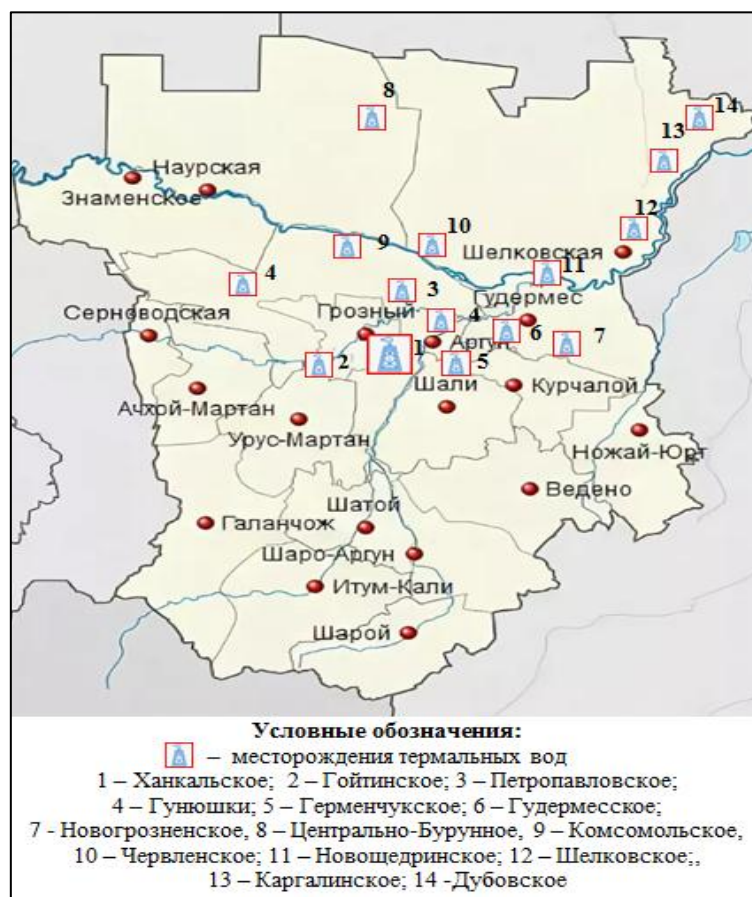 8
14
13
Наурская
Знаменское
12
10
9
Шелковская
11
4
3
Гудермес
Серноводская
Грозный
4
6
7
Аргун
1
2
5
Шали
Курчалой
Ачхой-Мартан
Урус-Мартан
Ножай-Юрт
Ведено
Шатой
Галанчож
Шаро-Аргун
Итум-Кали
Шарой
Условные обозначения:
– месторождения термальных вод
1 – Ханкальское; 2 – Гойтинское; 3 – Петропавловское;
4 – Гунюшки; 5 – Герменчукское; 6 – Гудермесское;
7 - Новогрозненское, 8 – Центрально-Бурунное, 9 – Комсомольское,
10 – Червленское; 11 – Новощедринское; 12 – Шелковское;,
13 – Каргалинское; 14 -Дубовское